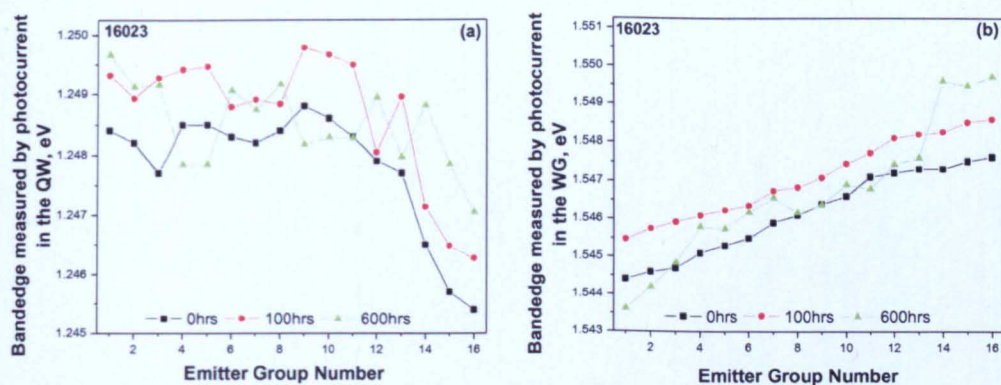 Bandedge measured by photocurrent
in the QW, eV
1.250
1.249
1.248
1.247
1.246
1.245
16023
(a)
0hrs 100hrs 600hrs
0 2 4 6 8 10 12 14 16
Emitter Group Number
Bandedge measured by photocurrent
in the WG, eV
1.551
1.550
1.549
1.548
1.547
1.546
1.545
1.544
1.543
16023
(b)
0hrs 100hrs 600hrs
2 4 6 8 10 12 14 16
Emitter Group Number